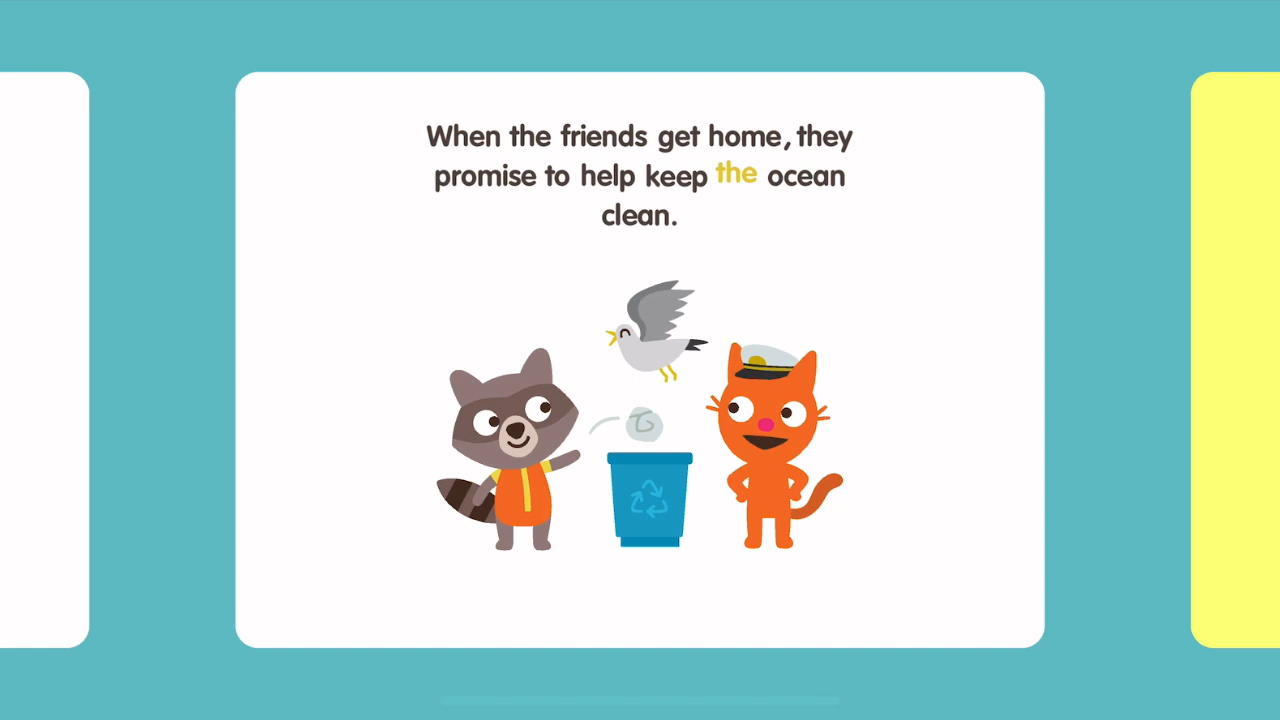 When the friends get home, they
promise to help keep the ocean
clean.